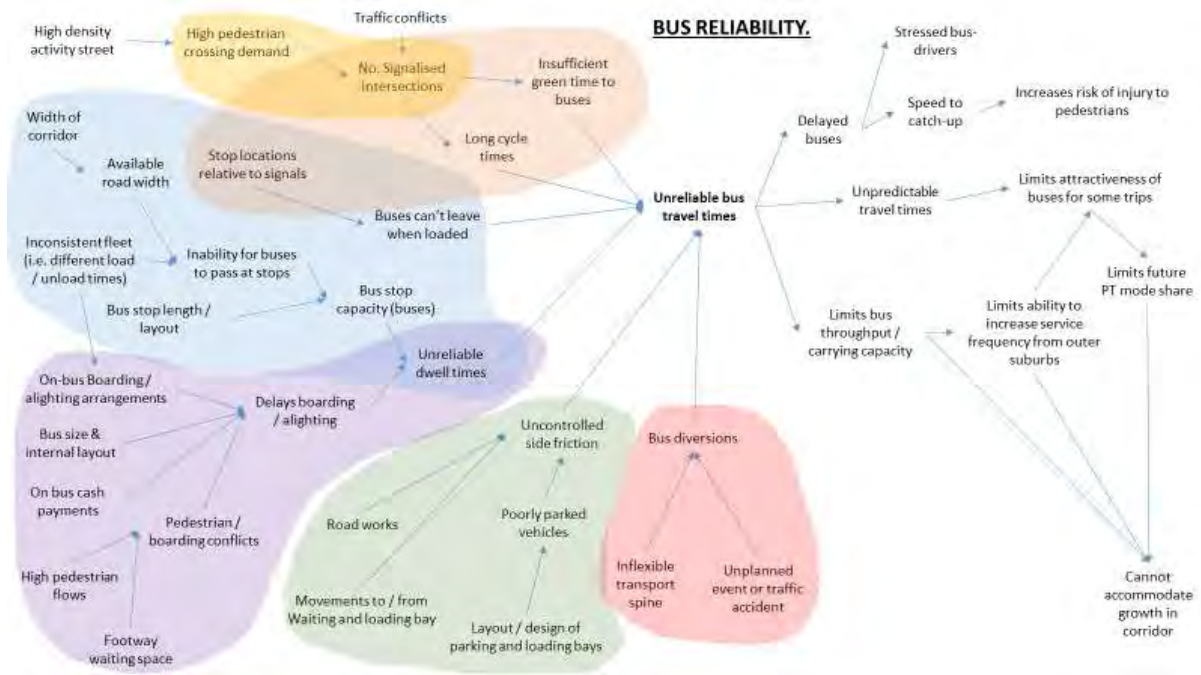 BUS RELIABILITY.
High density
activity street
High pedestrian
crossing demand
Traffic conflicts
No. Signalised
intersections
Insufficient
green time to
buses
Long cycle
times
Width of
corridor
Available
road width
Stop locations
relative to signals
Buses can't leave
when loaded
Inconsistent fleet
(i.e. different load
/ unload times)
Inability for buses
to pass at stops
Bus stop length /
layout
Bus stop
capacity (buses)
Unreliable
dwell times
On-bus Boarding /
alighting arrangements
Delays boarding
/ alighting
Bus size &
internal layout
On bus cash
payments
Pedestrian /
boarding conflicts
High pedestrian
flows
Footway
waiting space
Uncontrolled
side friction
Road works
Poorly parked
vehicles
Movements to / from
Waiting and loading bay
Layout / design of
parking and loading bays
Bus diversions
Inflexible
transport
spine
Unplanned
event or traffic
accident
Unreliable bus
travel times
Delayed
buses
Stressed bus-
drivers
Speed to
catch-up
Increases risk of injury to
pedestrians
Unpredictable
travel times
Limits attractiveness of
buses for some trips
Limits future
PT mode share
Limits bus
throughput /
carrying capacity
Limits ability to
increase service
frequency from outer
suburbs
Cannot
accommodate
growth in
corridor